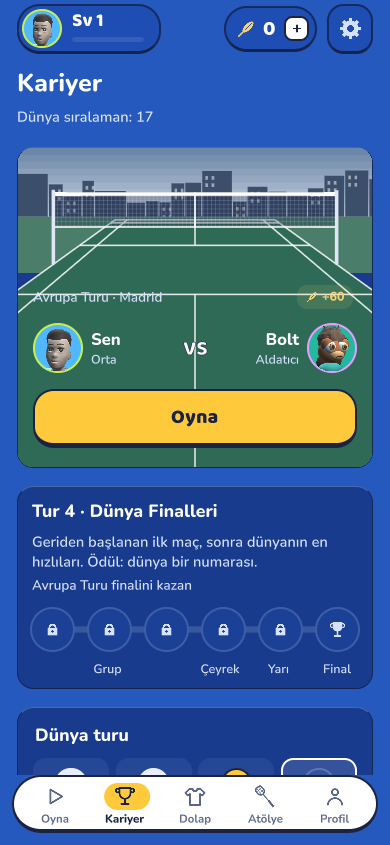 Sv 1
0
+
Kariyer
Dünya sıralaman: 17
Avrupa Turu · Madrid
+60
Sen
Orta
VS
Bolt
Aldatıcı
Oyna
Tur 4 · Dünya Finalleri
Geriden başlanan ilk maç, sonra dünyanın en
hızlıları. Ödül: dünya bir numarası.
Avrupa Turu finalini kazan
Grup
Çeyrek
Yarı
Final
Dünya turu
Oyna
Kariyer
Dolap
Atölye
Profil